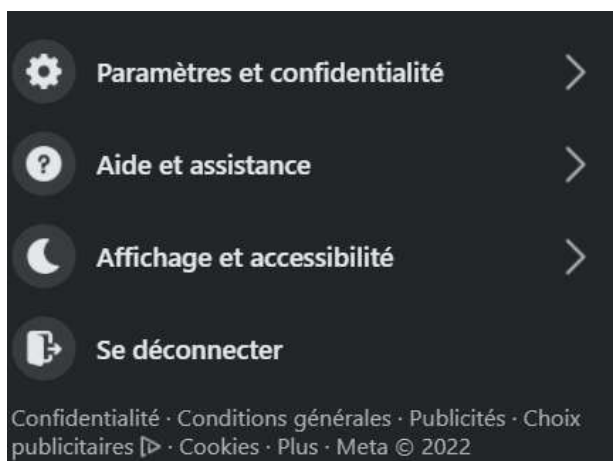 Paramètres et confidentialité
Aide et assistance
Affichage et accessibilité
Se déconnecter
Confidentialité · Conditions générales · Publicités · Choix
publicitaires · Cookies · Plus · Meta © 2022